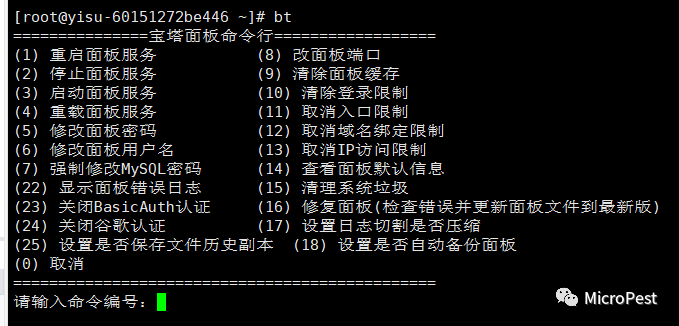 [root@yisu-60151272be446 ~]# bt
===============宝塔面板命令行==================
(1) 重启面板服务 (8) 改面板端口
(2) 停止面板服务 (9) 清除面板缓存
(3) 启动面板服务 (10) 清除登录限制
(4) 重载面板服务 (11) 取消入口限制
(5) 修改面板密码 (12) 取消域名绑定限制
(6) 修改面板用户名 (13) 取消IP访问限制
(7) 强制修改MySQL密码 (14) 查看面板默认信息
(22) 显示面板错误日志 (15) 清理系统垃圾
(23) 关闭BasicAuth认证 (16) 修复面板(检查错误并更新面板文件到最新版)
(24) 关闭谷歌认证 (17) 设置日志切割是否压缩
(25) 设置是否保存文件历史副本 (18) 设置是否自动备份面板
(0) 取消
===============================================
请输入命令编号：
MicroPest